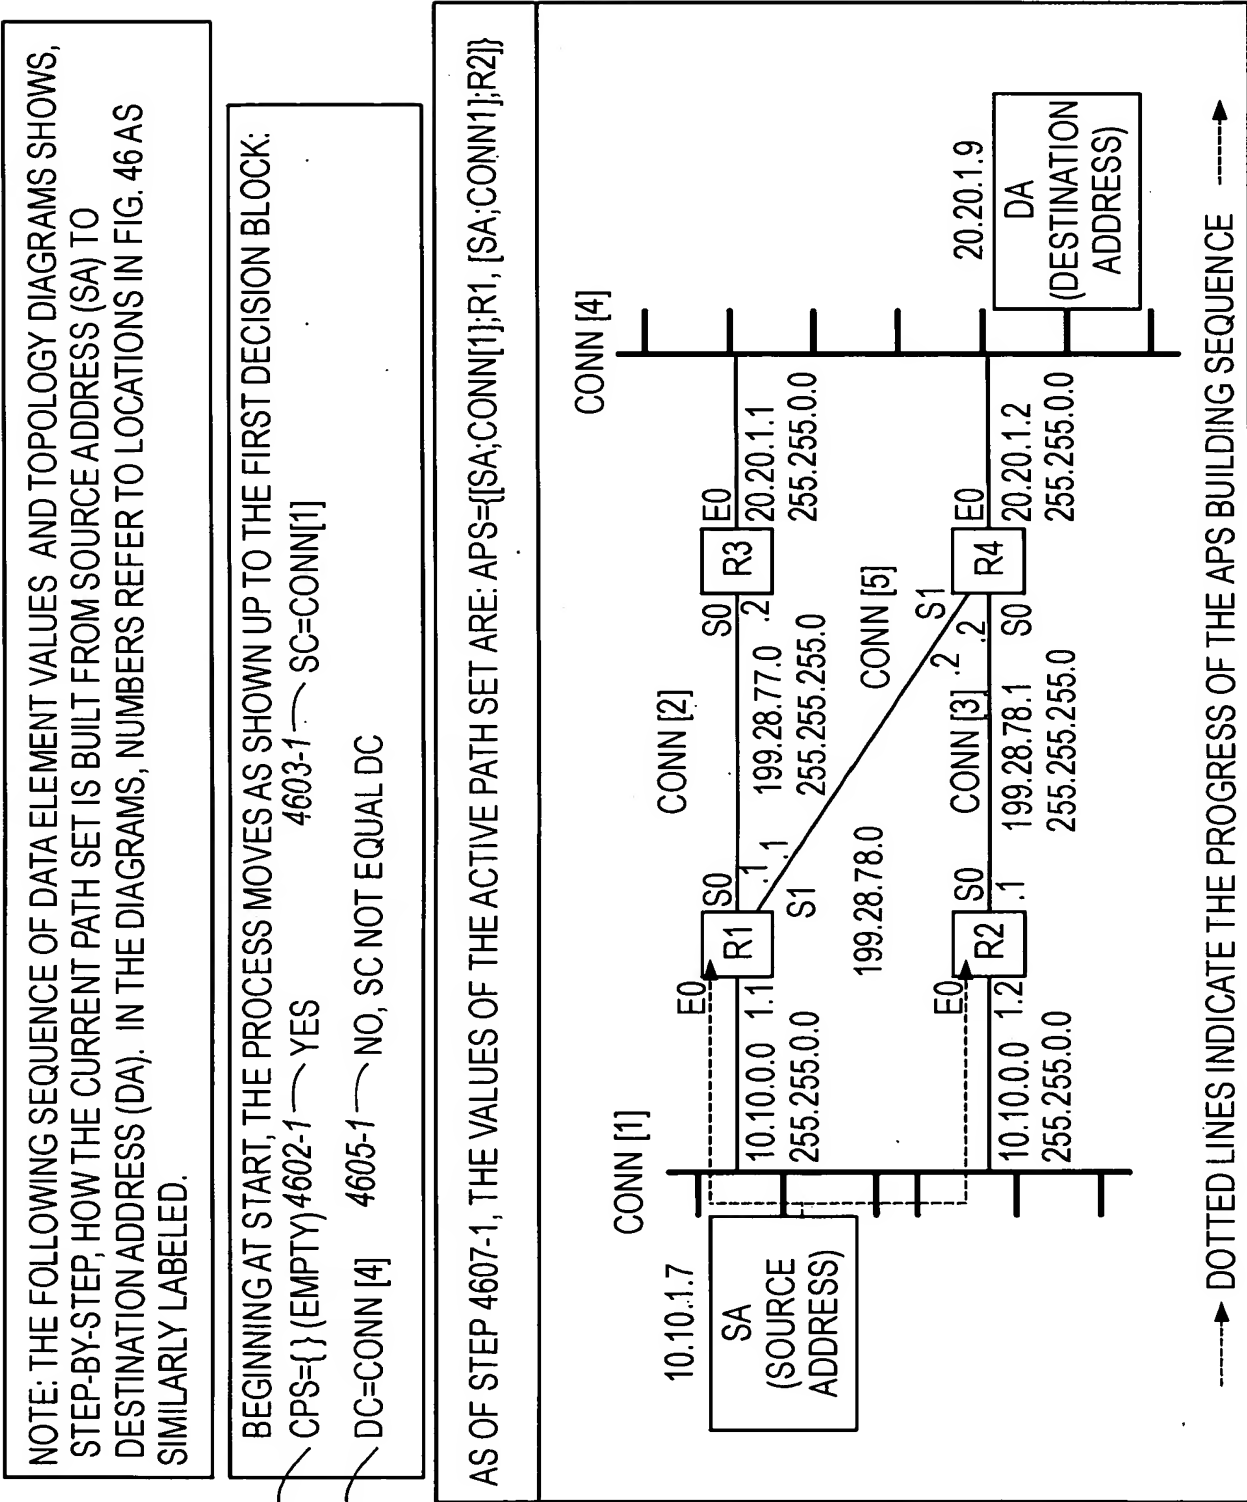 NOTE: THE FOLLOWING SEQUENCE OF DATA ELEMENT VALUES AND TOPOLOGY DIAGRAMS SHOWS,
STEP-BY-STEP, HOW THE CURRENT PATH SET IS BUILT FROM SOURCE ADDRESS (SA) TO
DESTINATION ADDRESS (DA). IN THE DIAGRAMS, NUMBERS REFER TO LOCATIONS IN FIG. 46 AS
SIMILARLY LABELED.
BEGINNING AT START, THE PROCESS MOVES AS SHOWN UP TO THE FIRST DECISION BLOCK:
CPS={ } (EMPTY) 4602-1 YES 4603-1 SC=CONN[1]
DC=CONN [4] 4605-1 NO, SC NOT EQUAL DC
AS OF STEP 4607-1, THE VALUES OF THE ACTIVE PATH SET ARE: APS={[SA;CONN[1];R1, [SA;CONN1];R2]}
CONN [1]
CONN [4]
10.10.1.7
SA
(SOURCE
ADDRESS)
E0
R1
S0
10.10.0.0 1.1
255.255.0.0
.1
.1
S1
CONN [2]
199.28.77.0
255.255.255.0
S0
.2
R3
E0
20.20.1.1
255.255.0.0
199.28.78.0
CONN [5]
S1
.2
E0
R2
S0
.1
10.10.0.0 1.2
255.255.0.0
CONN [3]
199.28.78.1
255.255.255.0
.2
S0
R4
E0
20.20.1.2
255.255.0.0
20.20.1.9
DA
(DESTINATION
ADDRESS)
DOTTED LINES INDICATE THE PROGRESS OF THE APS BUILDING SEQUENCE